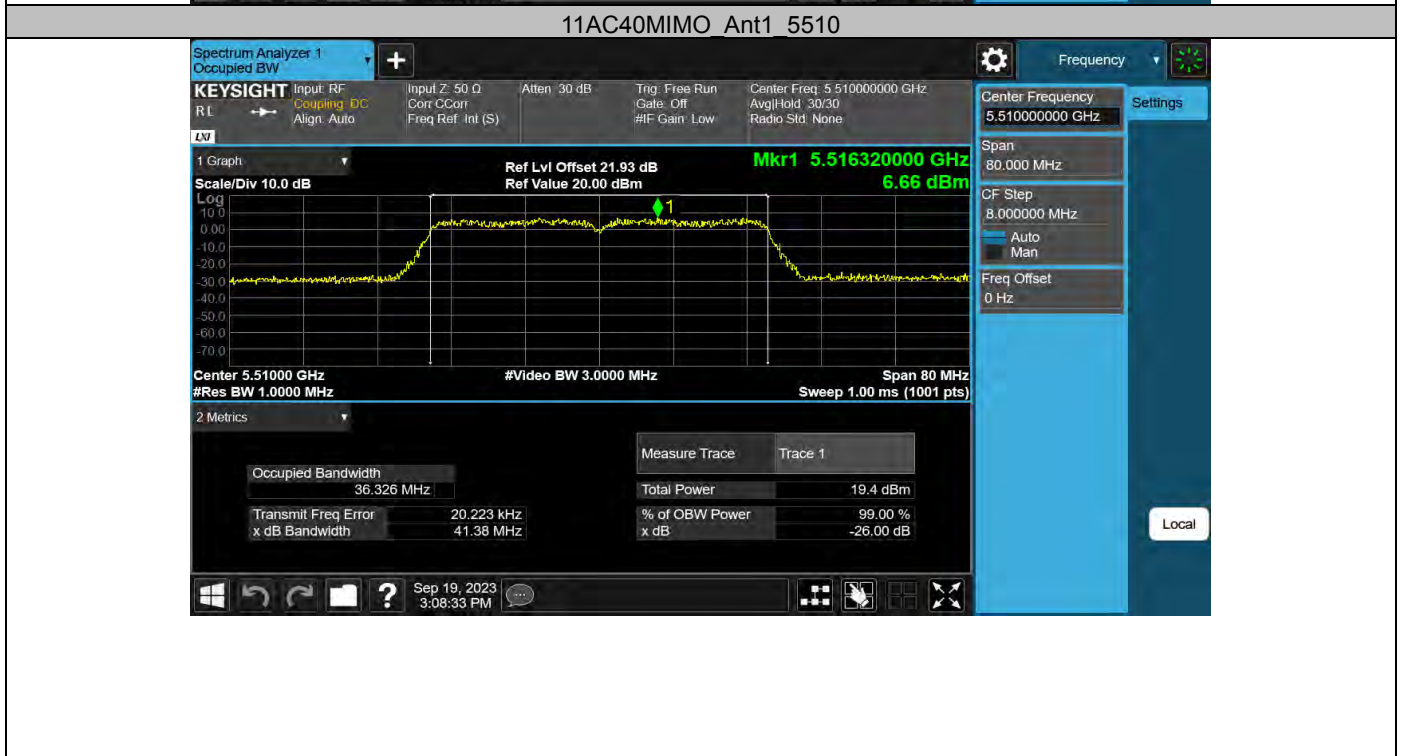 11AC40MIMO_Ant1_5510
Spectrum Analyzer 1
Occupied BW
+
Frequency
KEYSIGHT
Input: RF
Coupling: DC
Align: Auto
RL
LXI
Input Z: 50 Ω
Corr CCorr
Freq Ref: Int (S)
Atten: 30 dB
Trig: Free Run
Gate: Off
#IF Gain: Low
Center Freq: 5.510000000 GHz
Avg|Hold: 30/30
Radio Std: None
Center Frequency
5.510000000 GHz
Settings
Span
80.000 MHz
CF Step
8.000000 MHz
Auto
Man
Freq Offset
0 Hz
Local
1 Graph
Scale/Div 10.0 dB
Ref Lvl Offset 21.93 dB
Ref Value 20.00 dBm
Mkr1 5.516320000 GHz
6.66 dBm
Log
10.0
0.00
-10.0
-20.0
-30.0
-40.0
-50.0
-60.0
-70.0
1
Center 5.51000 GHz
#Res BW 1.0000 MHz
#Video BW 3.0000 MHz
Span 80 MHz
Sweep 1.00 ms (1001 pts)
2 Metrics
Occupied Bandwidth
36.326 MHz
Transmit Freq Error 20.223 kHz
x dB Bandwidth 41.38 MHz
Measure Trace Trace 1
Total Power 19.4 dBm
% of OBW Power 99.00 %
x dB -26.00 dB
?
Sep 19, 2023
3:08:33 PM